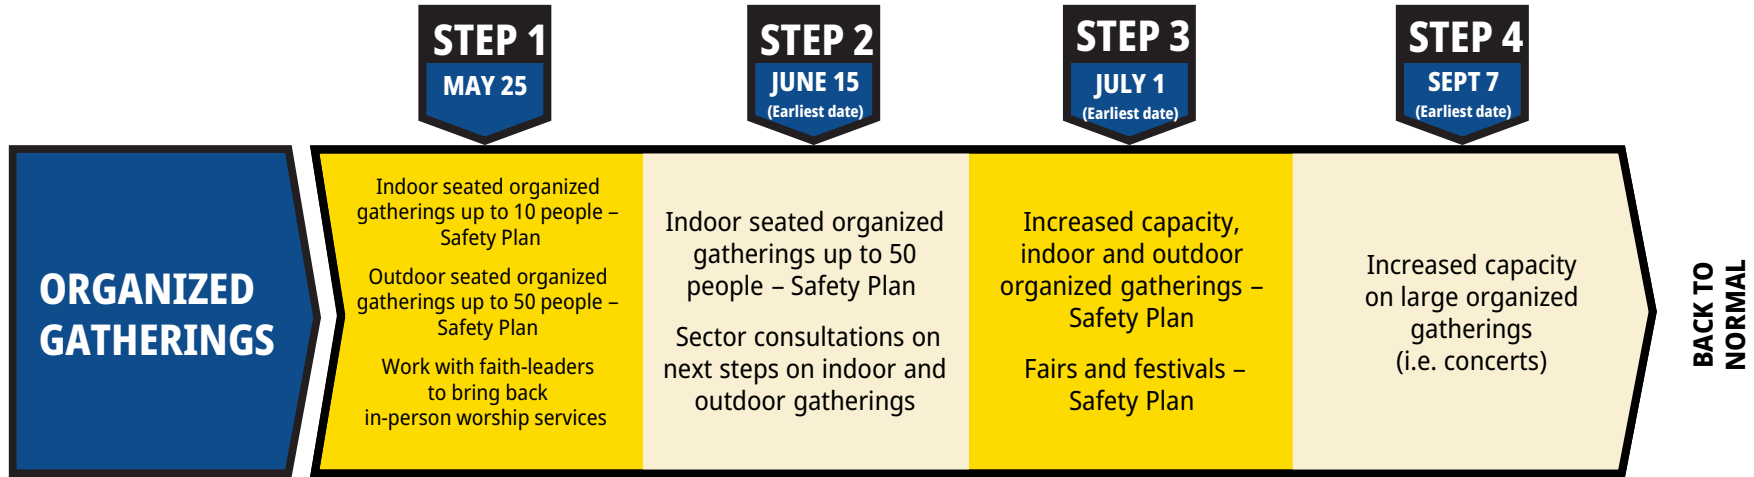 STEP 1
MAY 25
STEP 2
JUNE 15
(Earliest date)
STEP 3
JULY 1
(Earliest date)
STEP 4
SEPT 7
(Earliest date)
ORGANIZED
GATHERINGS
Indoor seated organized
gatherings up to 10 people –
Safety Plan
Outdoor seated organized
gatherings up to 50 people –
Safety Plan
Work with faith-leaders
to bring back
in-person worship services
Indoor seated organized
gatherings up to 50
people – Safety Plan
Sector consultations on
next steps on indoor and
outdoor gatherings
Increased capacity,
indoor and outdoor
organized gatherings –
Safety Plan
Fairs and festivals –
Safety Plan
Increased capacity
on large organized
gatherings
(i.e. concerts)
BACK TO
NORMAL